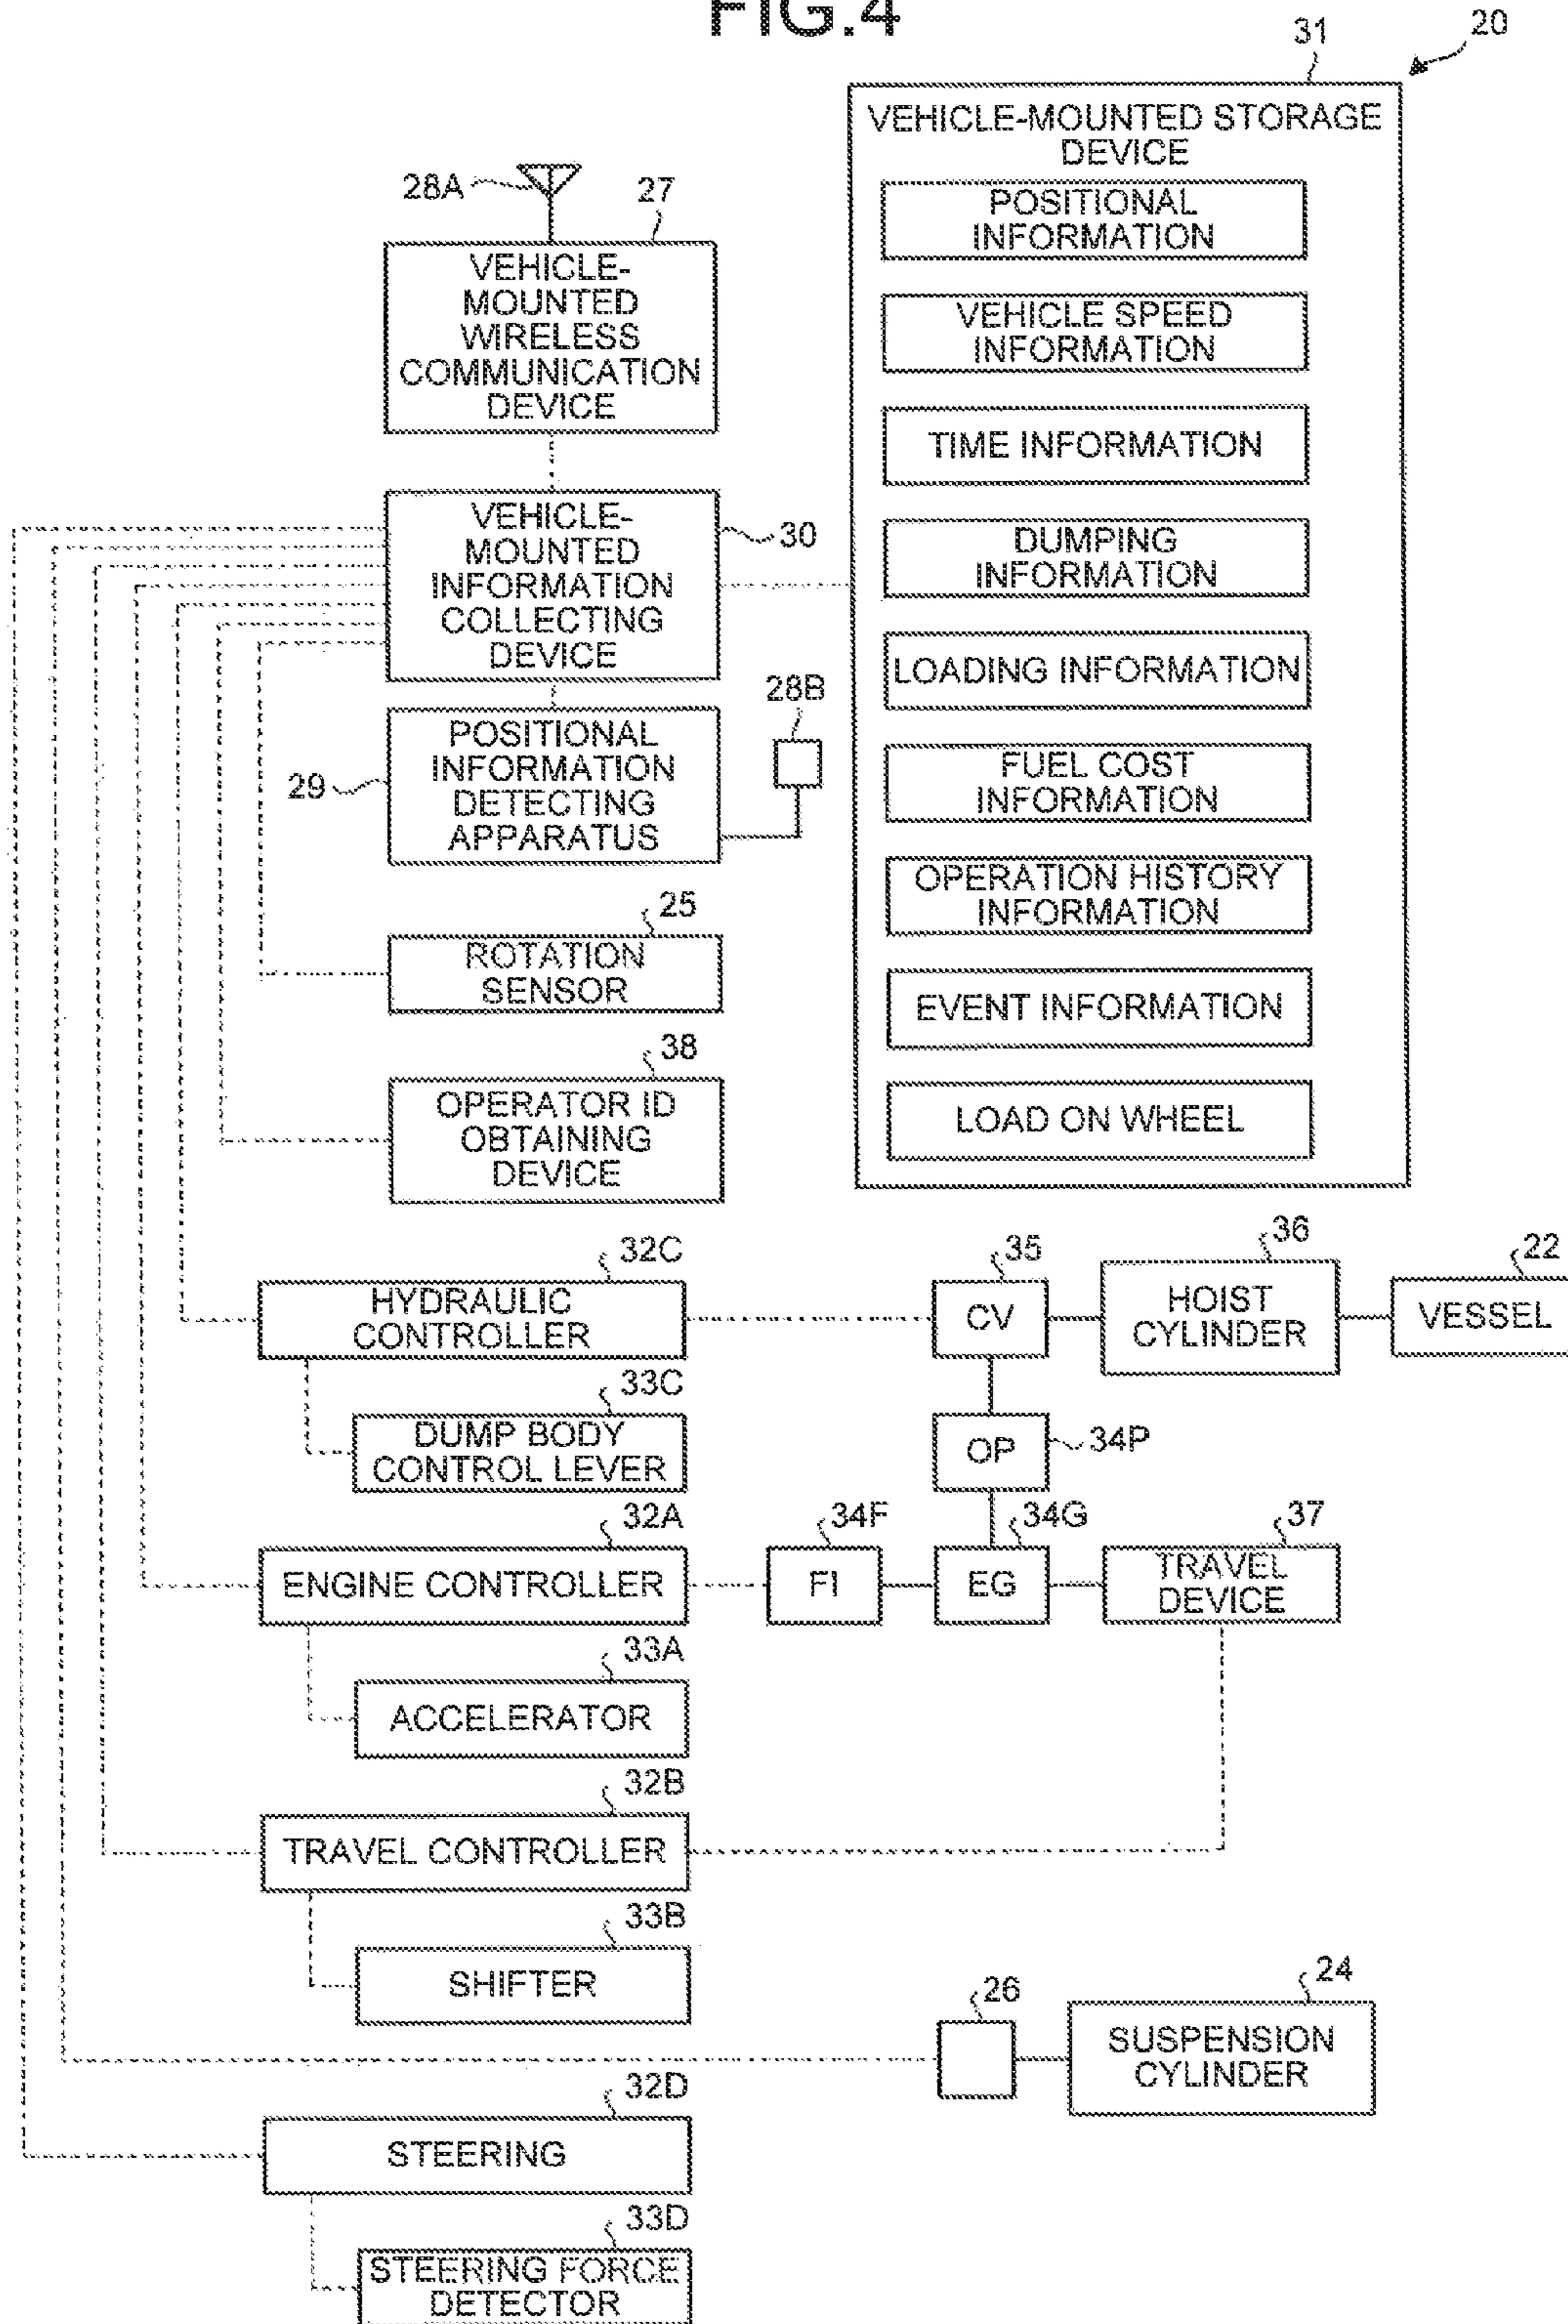 FIG.4
20
31
VEHICLE-MOUNTED STORAGE
DEVICE
POSITIONAL
INFORMATION
VEHICLE SPEED
INFORMATION
TIME INFORMATION
DUMPING
INFORMATION
LOADING INFORMATION
FUEL COST
INFORMATION
OPERATION HISTORY
INFORMATION
EVENT INFORMATION
LOAD ON WHEEL
28A
27
VEHICLE-
MOUNTED
WIRELESS
COMMUNICATION
DEVICE
VEHICLE-
MOUNTED
INFORMATION
COLLECTING
DEVICE
30
28B
POSITIONAL
INFORMATION
DETECTING
APPARATUS
29
25
ROTATION
SENSOR
38
OPERATOR ID
OBTAINING
DEVICE
32C
HYDRAULIC
CONTROLLER
35
CV
36
HOIST
CYLINDER
22
VESSEL
33C
DUMP BODY
CONTROL LEVER
OP
34P
32A
ENGINE CONTROLLER
34F
FI
34G
EG
37
TRAVEL
DEVICE
33A
ACCELERATOR
32B
TRAVEL CONTROLLER
33B
SHIFTER
26
24
SUSPENSION
CYLINDER
32D
STEERING
33D
STEERING FORCE
DETECTOR